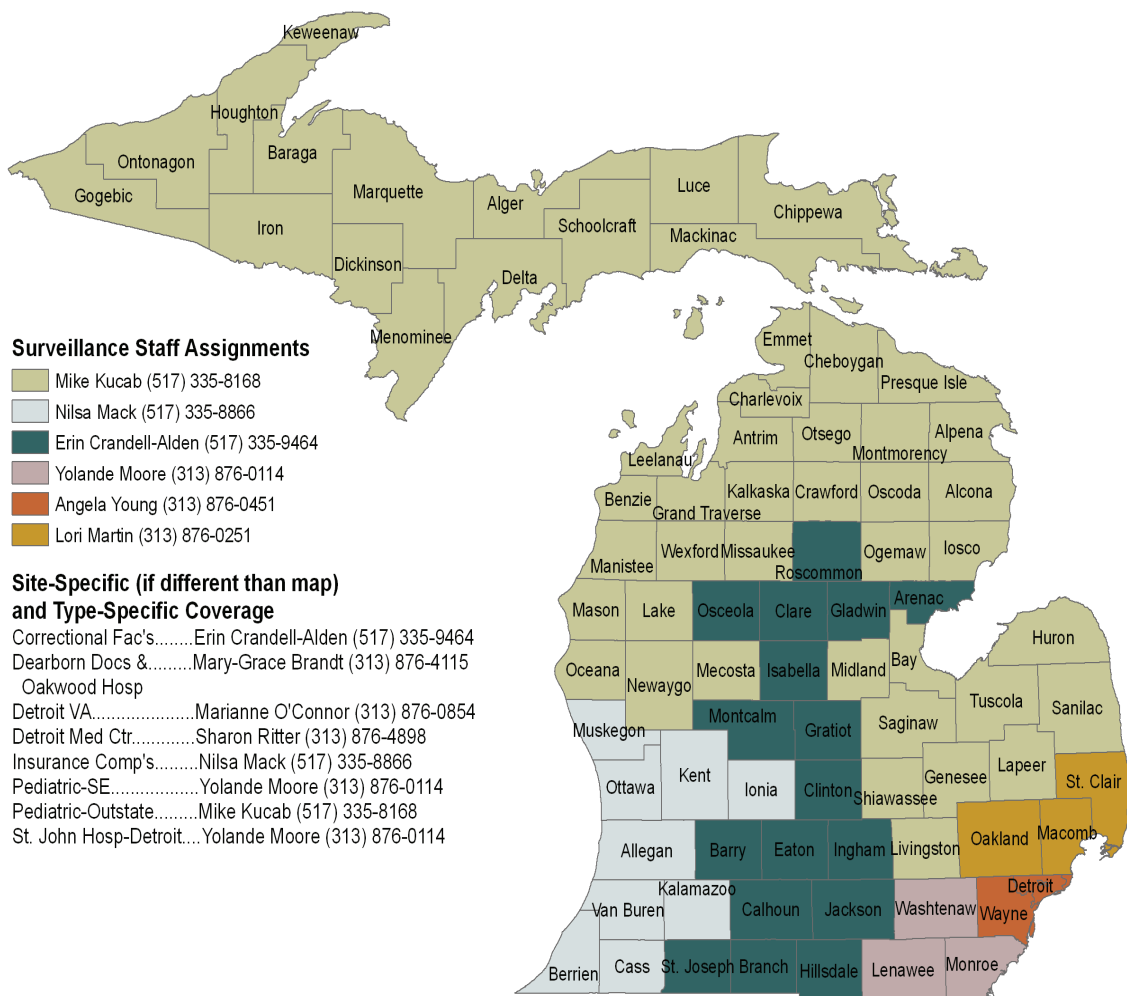 Keweenaw
Houghton
Ontonagon
Baraga
Gogebic
Marquette
Iron
Alger
Luce
Chippewa
Schoolcraft
Mackinac
Dickinson
Delta
Menominee
Surveillance Staff Assignments
Mike Kucab (517) 335-8168
Nilsa Mack (517) 335-8866
Erin Crandell-Alden (517) 335-9464
Yolande Moore (313) 876-0114
Angela Young (313) 876-0451
Lori Martin (313) 876-0251
Site-Specific (if different than map)
and Type-Specific Coverage
Correctional Fac's........Erin Crandell-Alden (517) 335-9464
Dearborn Docs &.........Mary-Grace Brandt (313) 876-4115
Oakwood Hosp
Detroit VA.....................Marianne O'Connor (313) 876-0854
Detroit Med Ctr.............Sharon Ritter (313) 876-4898
Insurance Comp's.........Nilsa Mack (517) 335-8866
Pediatric-SE..................Yolande Moore (313) 876-0114
Pediatric-Outstate.........Mike Kucab (517) 335-8168
St. John Hosp-Detroit....Yolande Moore (313) 876-0114
Emmet
Cheboygan
Presque Isle
Charlevoix
Antrim
Otsego
Montmorency
Alpena
Leelanau
Benzie
Grand Traverse
Kalkaska
Crawford
Oscoda
Alcona
Manistee
Wexford
Missaukee
Roscommon
Ogemaw
Iosco
Mason
Lake
Osceola
Clare
Gladwin
Arenac
Huron
Oceana
Newaygo
Mecosta
Isabella
Midland
Bay
Tuscola
Sanilac
Muskegon
Montcalm
Gratiot
Saginaw
Ottawa
Kent
Ionia
Clinton
Shiawassee
Genesee
Lapeer
St. Clair
Allegan
Barry
Eaton
Ingham
Livingston
Oakland
Macomb
Van Buren
Kalamazoo
Calhoun
Jackson
Washtenaw
Wayne
Detroit
Berrien
Cass
St. Joseph
Branch
Hillsdale
Lenawee
Monroe